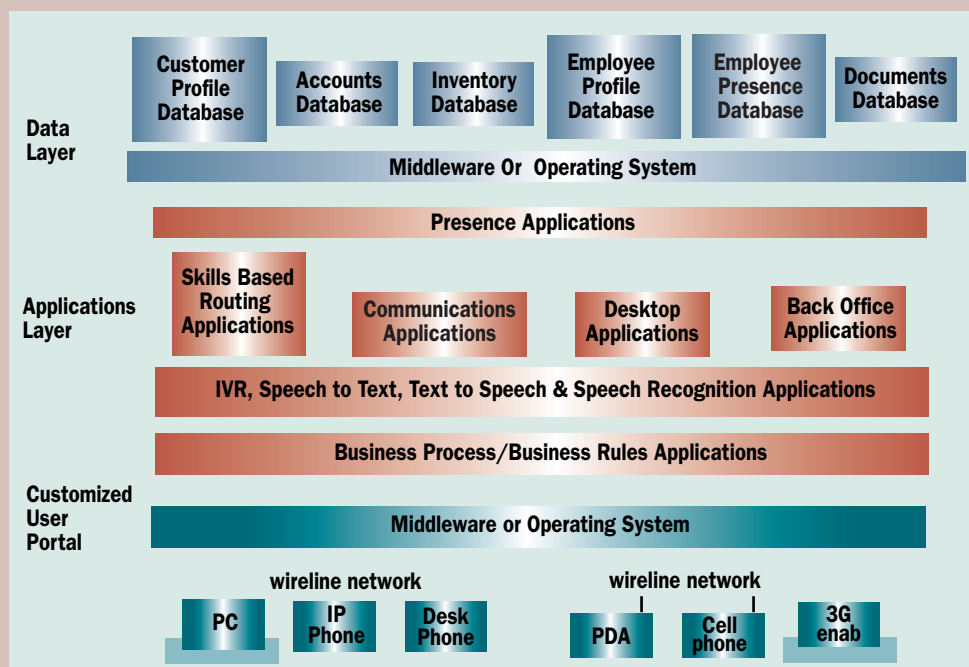 Customer
Profile
Database
Accounts
Database
Inventory
Database
Employee
Profile
Database
Employee
Presence
Database
Documents
Database
Data
Layer
Middleware Or Operating System
Presence Applications
Applications
Layer
Skills Based
Routing
Applications
Communications
Applications
Desktop
Applications
Back Office
Applications
IVR, Speech to Text, Text to Speech & Speech Recognition Applications
Business Process/Business Rules Applications
Customized
User
Portal
Middleware or Operating System
wireline network
wireline network
PC
IP
Phone
Desk
Phone
PDA
Cell
phone
3G
enab